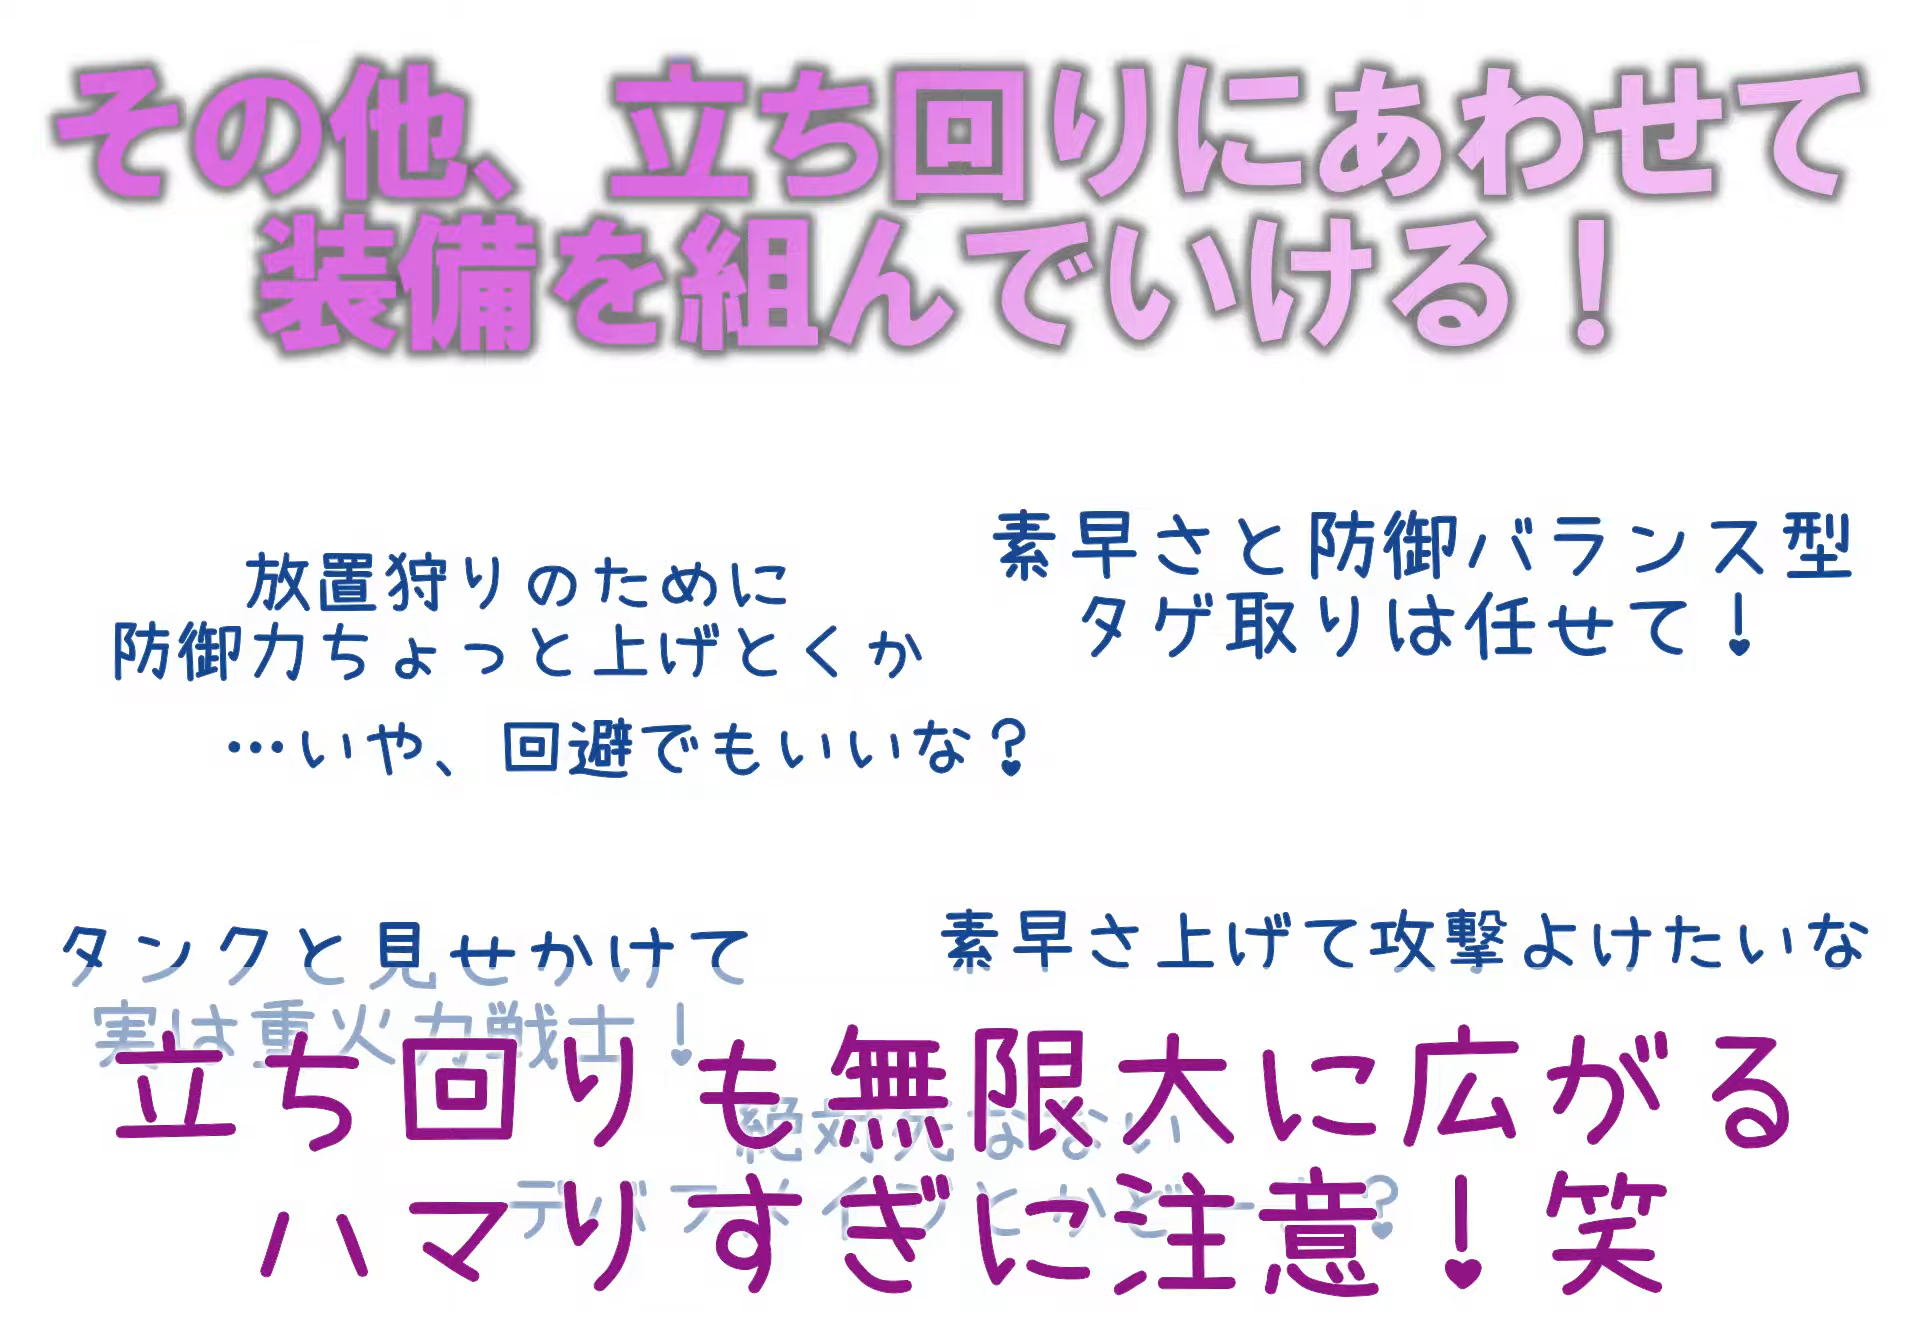 その他、立ち回りにあわせて
装備を組んでいける！
素早さと防御バランス型
タゲ取りは任せて！
放置狩りのために
防御力ちょっと上げとくか
…いや、回避でもいいな？
タンクと見せかけて
実は重火力戦士！
素早さ上げて攻撃よけたいな
絶対死なない
立ち回りも無限大に広がる
ハマりすぎに注意！笑